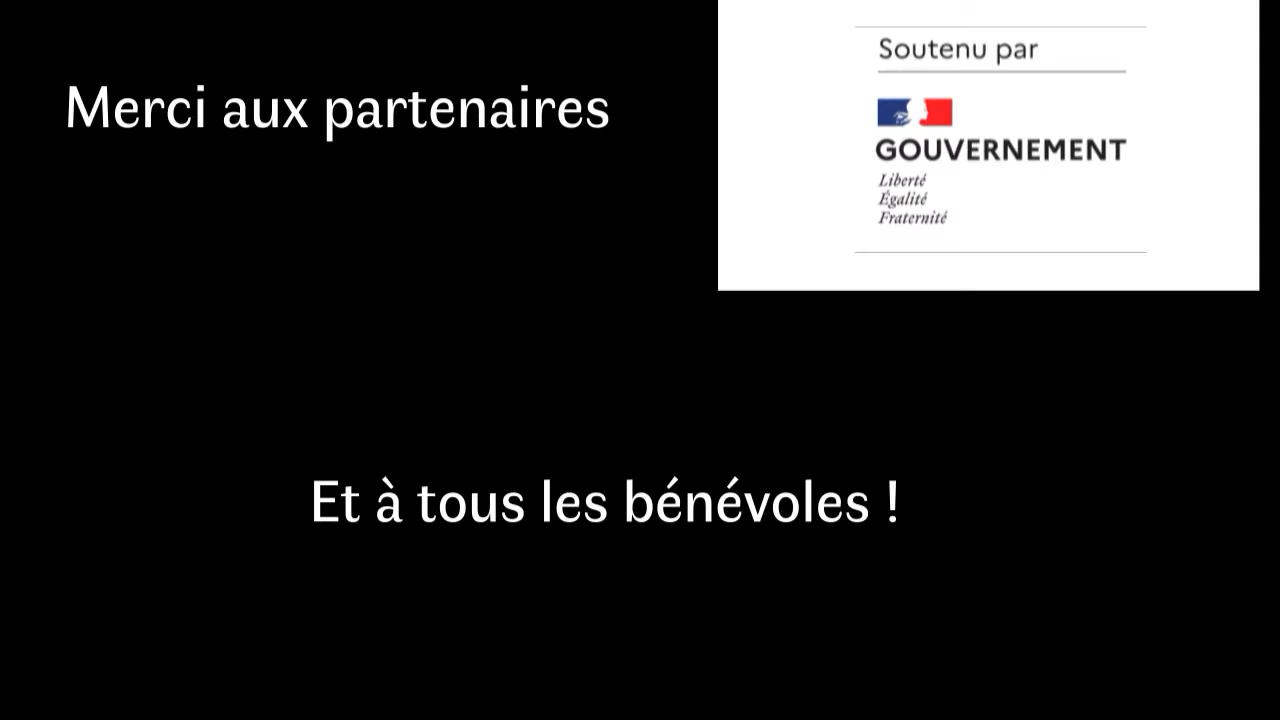 Merci aux partenaires
Soutenu par
GOUVERNEMENT
Liberté
Égalité
Fraternité
Et à tous les bénévoles !